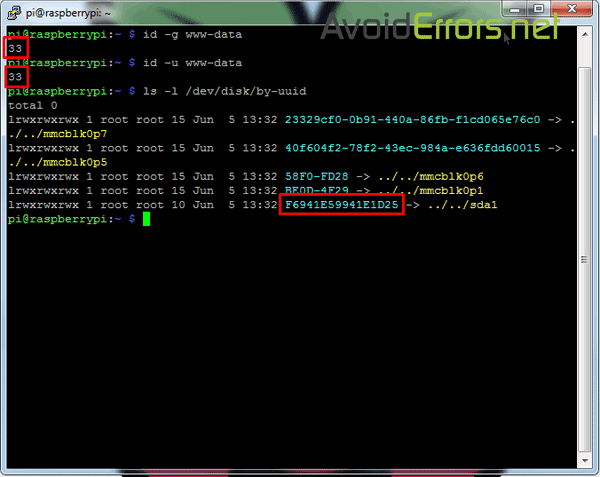 pi@raspberrypi: ~
AvoidErrors.net
pi@raspberrypi:~ $ id -g www-data
33
pi@raspberrypi:~ $ id -u www-data
33
pi@raspberrypi:~ $ ls -l /dev/disk/by-uuid
total 0
lrwxrwxrwx 1 root root 15 Jun  5 13:32 23329cf0-0b91-440a-86fb-f1cd065e76c0 -> .
./../mmcblk0p7
lrwxrwxrwx 1 root root 15 Jun  5 13:32 40f604f2-78f2-43ec-984a-e636fdd60015 -> .
./../mmcblk0p5
lrwxrwxrwx 1 root root 15 Jun  5 13:32 58F0-FD28 -> ../../mmcblk0p6
lrwxrwxrwx 1 root root 15 Jun  5 13:32 BE0D-4E29 -> ../../mmcblk0p1
lrwxrwxrwx 1 root root 10 Jun  5 13:32 F6941E59941E1D25 -> ../../sda1
pi@raspberrypi:~ $